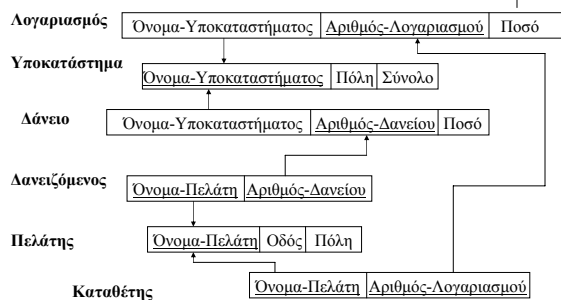 Λογαριασμός Όνομα-Υποκαταστήματος Αριθμός-Λογαριασμού Ποσό
Υποκατάστημα Όνομα-Υποκαταστήματος Πόλη Σύνολο
Δάνειο Όνομα-Υποκαταστήματος Αριθμός-Δανείου Ποσό
Δανειζόμενος Όνομα-Πελάτη Αριθμός-Δανείου
Πελάτης Όνομα-Πελάτη Οδός Πόλη
Καταθέτης Όνομα-Πελάτη Αριθμός-Λογαριασμού